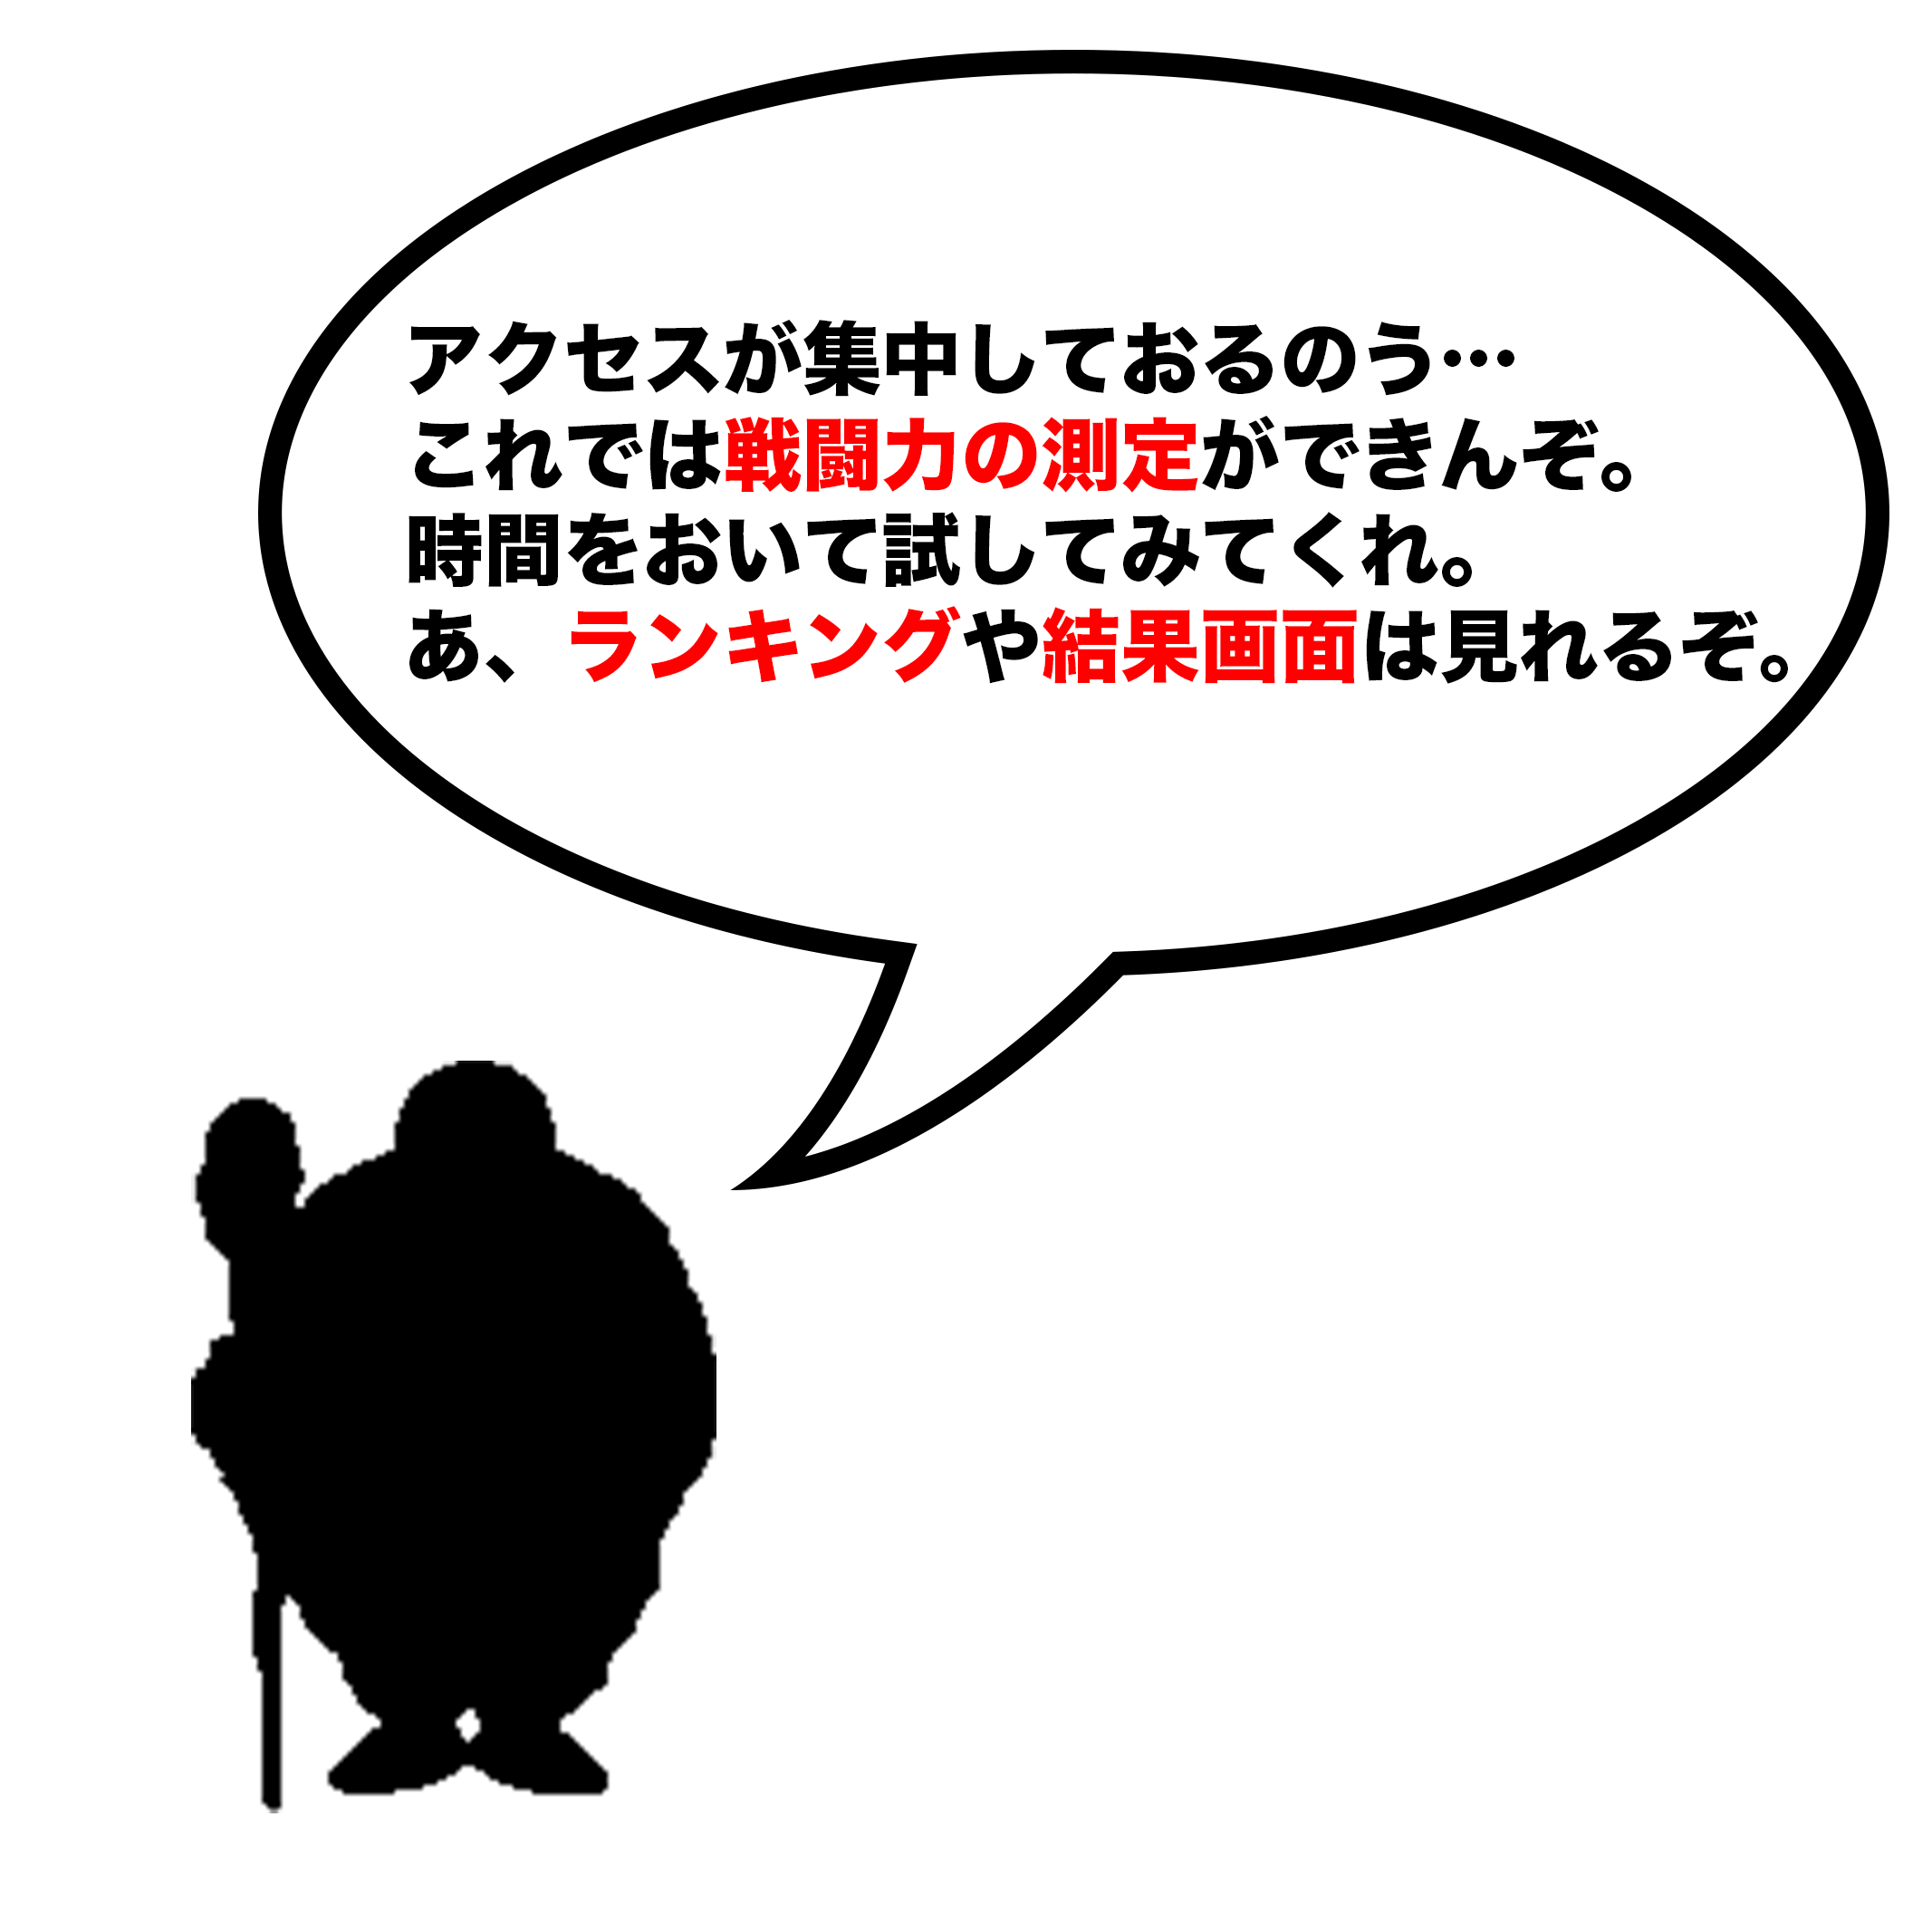 アクセスが集中しておるのう…
これでは戦闘力の測定ができんぞ。
時間をおいて試してみてくれ。
あ、ランキングや結果画面は見れるぞ。